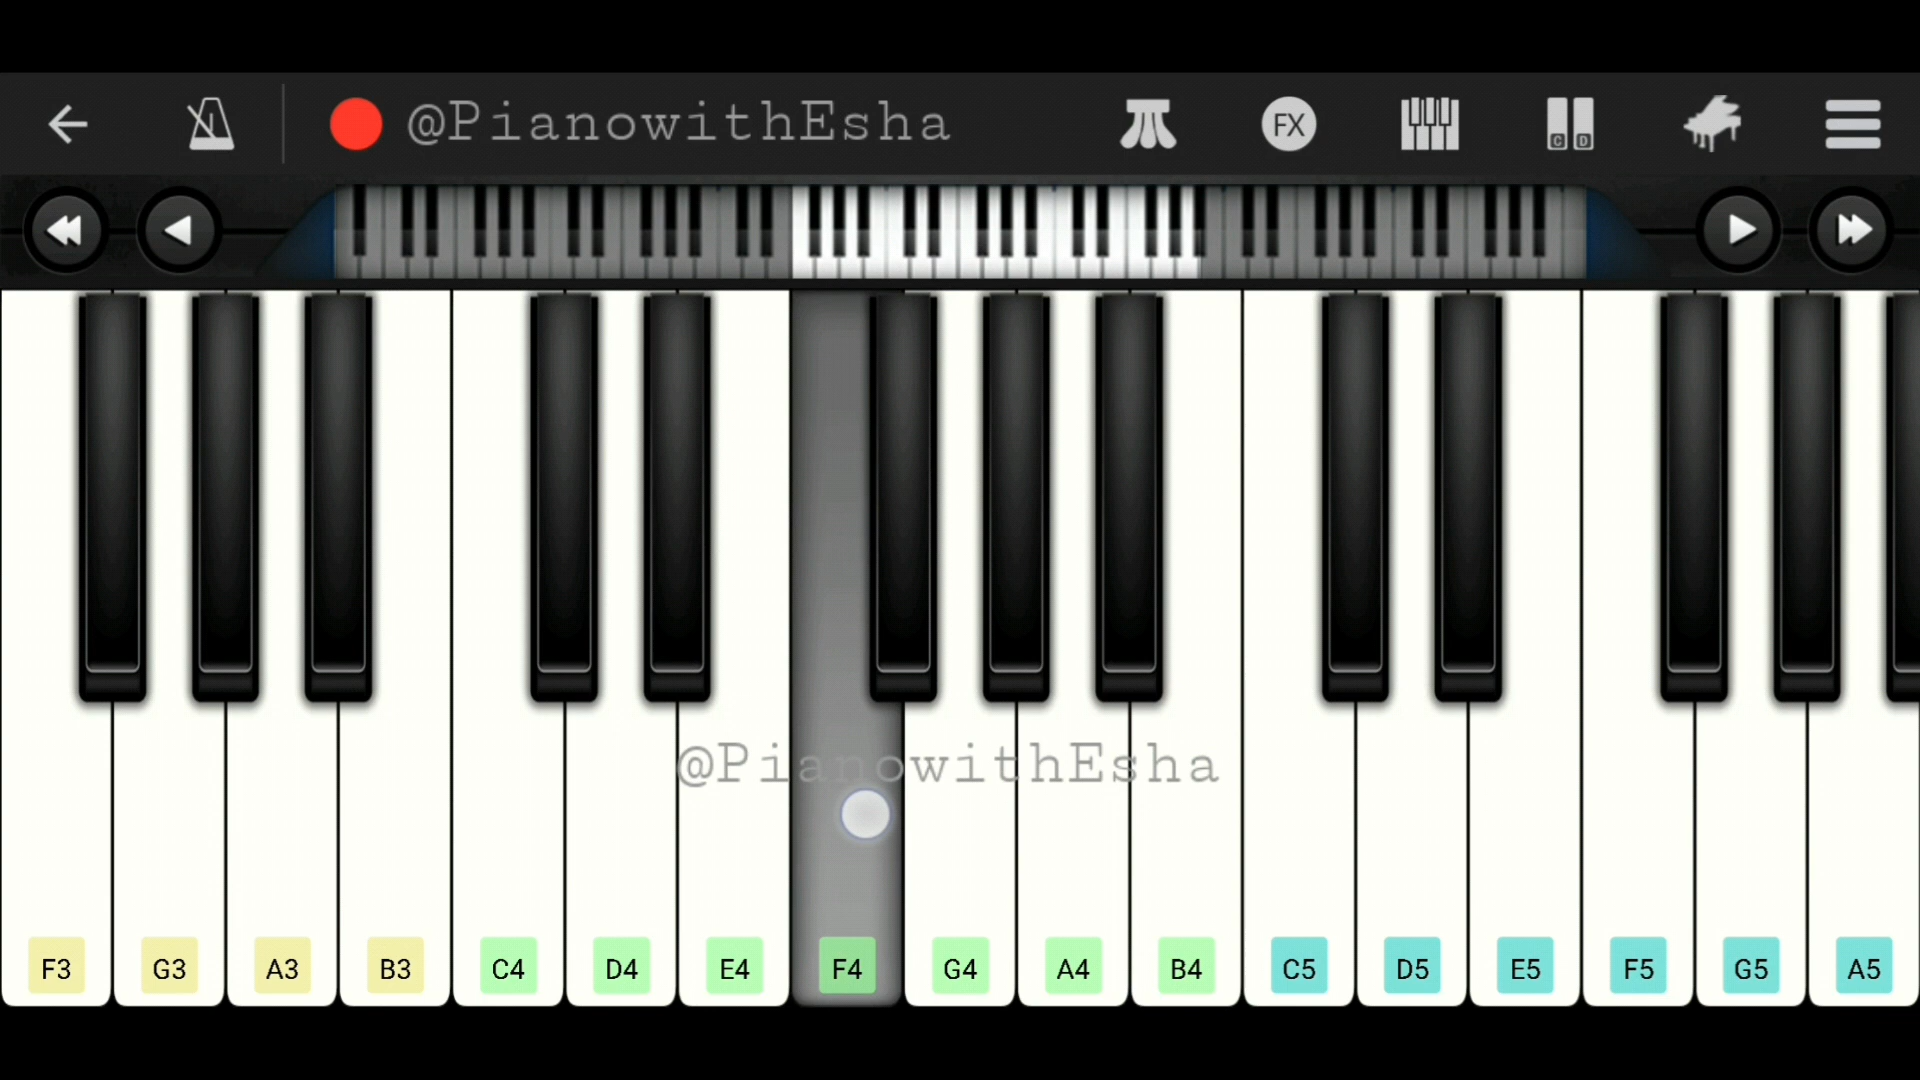 @PianowithEsha
FX
C D
@PianowithEsha
F3 G3 A3 B3 C4 D4 E4 F4 G4 A4 B4 C5 D5 E5 F5 G5 A5